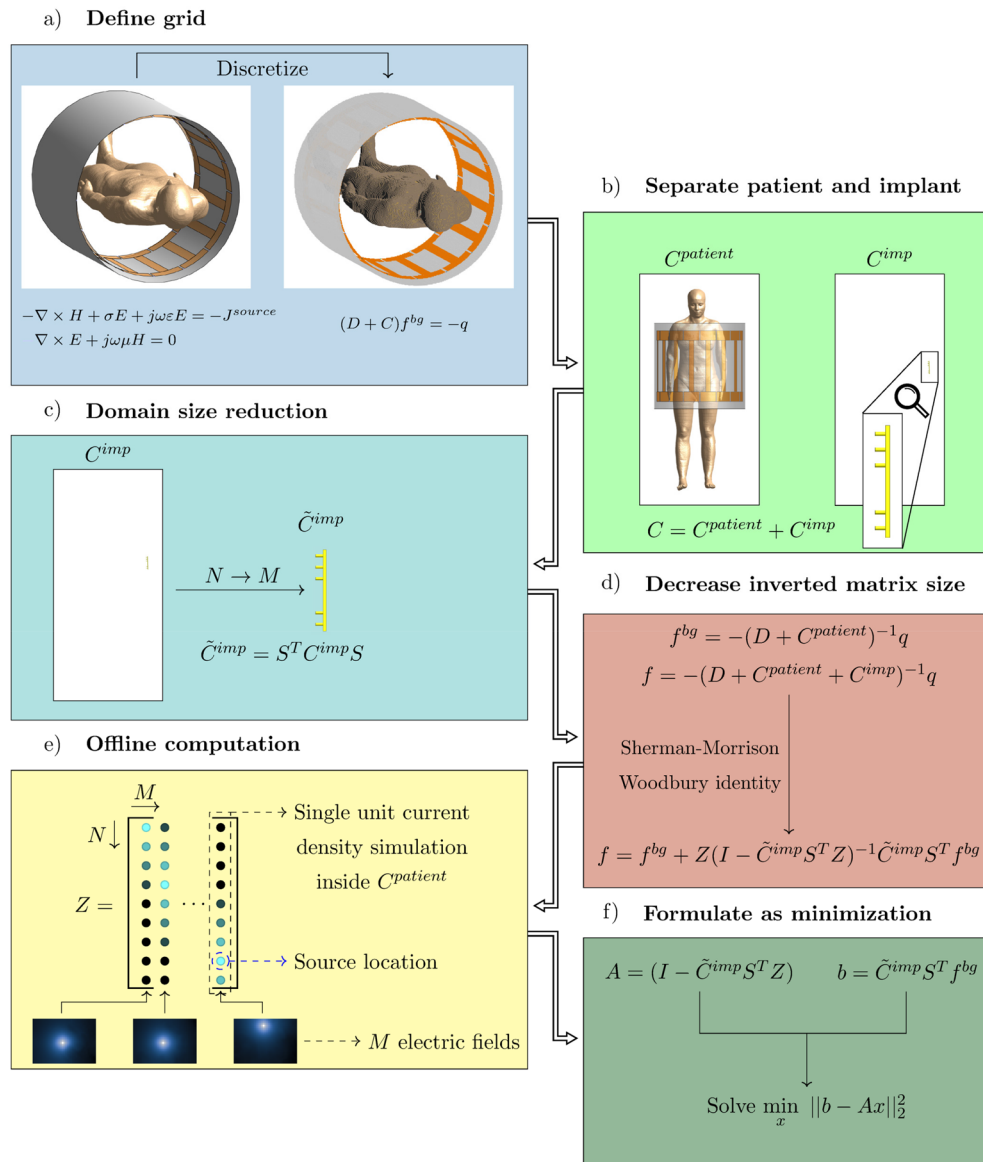 a) Define grid
Discretize
−∇ × H + σE + jωεE = −J^{source}
∇ × E + jωμH = 0
(D + C)f^{bg} = −q
b) Separate patient and implant
C^{patient}
C^{imp}
C = C^{patient} + C^{imp}
c) Domain size reduction
C^{imp}
N → M
C̃^{imp}
C̃^{imp} = S^T C^{imp} S
d) Decrease inverted matrix size
f^{bg} = −(D + C^{patient})^{−1}q
f = −(D + C^{patient} + C^{imp})^{−1}q
Sherman-Morrison
Woodbury identity
f = f^{bg} + Z(I − C̃^{imp}S^T Z)^{−1}C̃^{imp}S^T f^{bg}
e) Offline computation
M
N
Z =
···
Single unit current
density simulation
inside C^{patient}
Source location
M electric fields
f) Formulate as minimization
A = (I − C̃^{imp}S^T Z)
b = C̃^{imp}S^T f^{bg}
Solve min_x ||b − Ax||_2^2